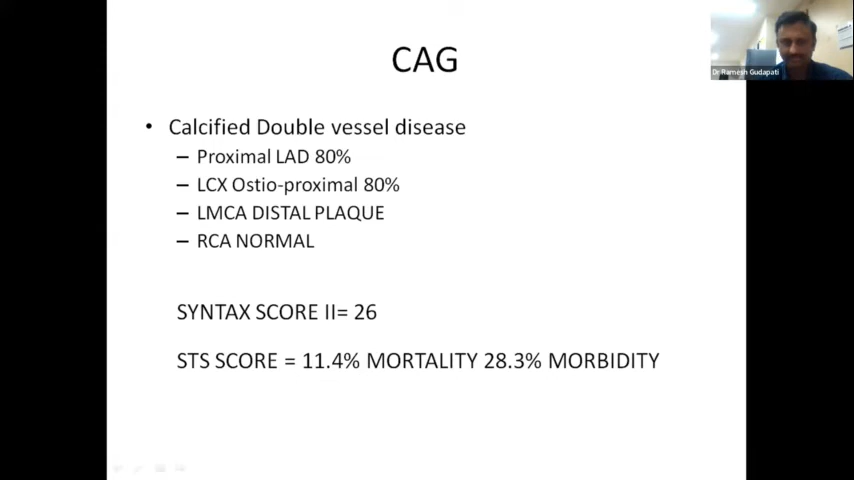 CAG
Dr Ramesh Gudapati
• Calcified Double vessel disease
– Proximal LAD 80%
– LCX Ostio-proximal 80%
– LMCA DISTAL PLAQUE
– RCA NORMAL
SYNTAX SCORE II= 26
STS SCORE = 11.4% MORTALITY 28.3% MORBIDITY